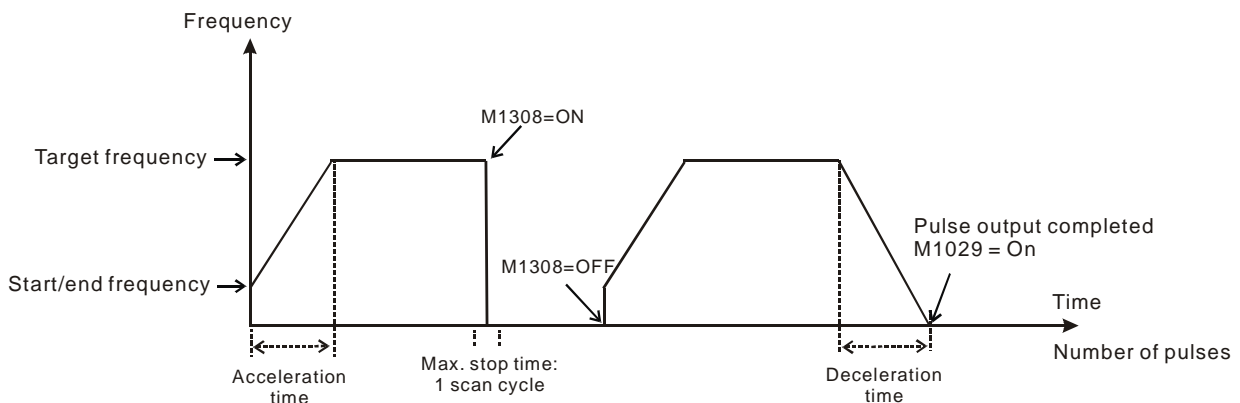 Frequency
M1308=ON
Target frequency
Pulse output completed
M1029 = On
M1308=OFF
Start/end frequency
Time
Number of pulses
Max. stop time:
1 scan cycle
Acceleration
time
Deceleration
time